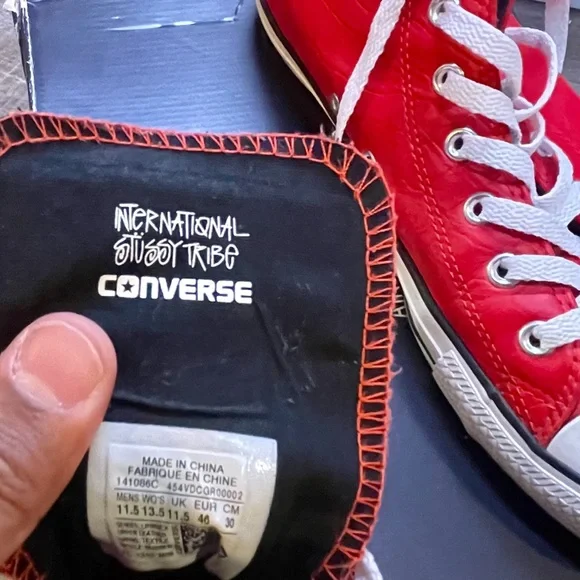 INTERNATIONAL
STÜSSY TRIBE
CONVERSE
MADE IN CHINA
FABRIQUE EN CHINE
141086C 454VDCGR00002
MENS WO'S UK EUR CM
11.5 13.5 11.5 46 30